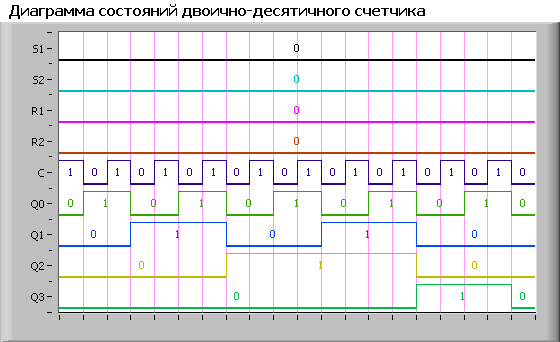 Диаграмма состояний двоично-десятичного счетчика
S1 0
S2 0
R1 0
R2 0
C 1 0 1 0 1 0 1 0 1 0 1 0 1 0 1 0 1 0 1 0
Q0 0 1 0 1 0 1 0 1 0 1 0
Q1 0 1 0 1 0
Q2 0 1 0
Q3 0 1 0